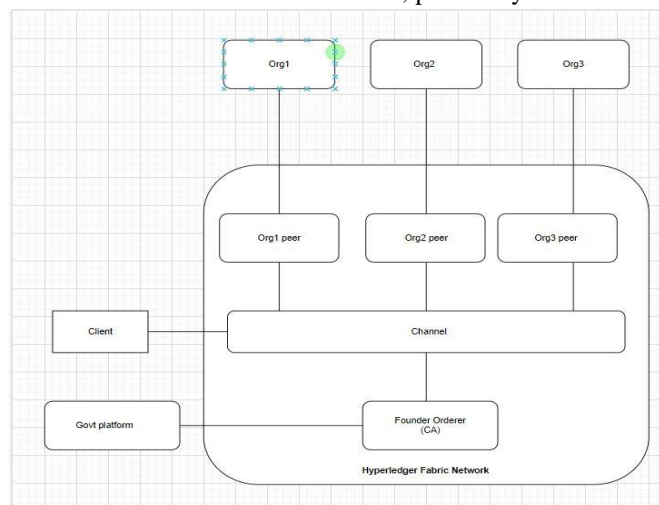 Org1
Org2
Org3
Org1 peer
Org2 peer
Org3 peer
Client
Channel
Govt platform
Founder Orderer
(CA)
Hyperledger Fabric Network